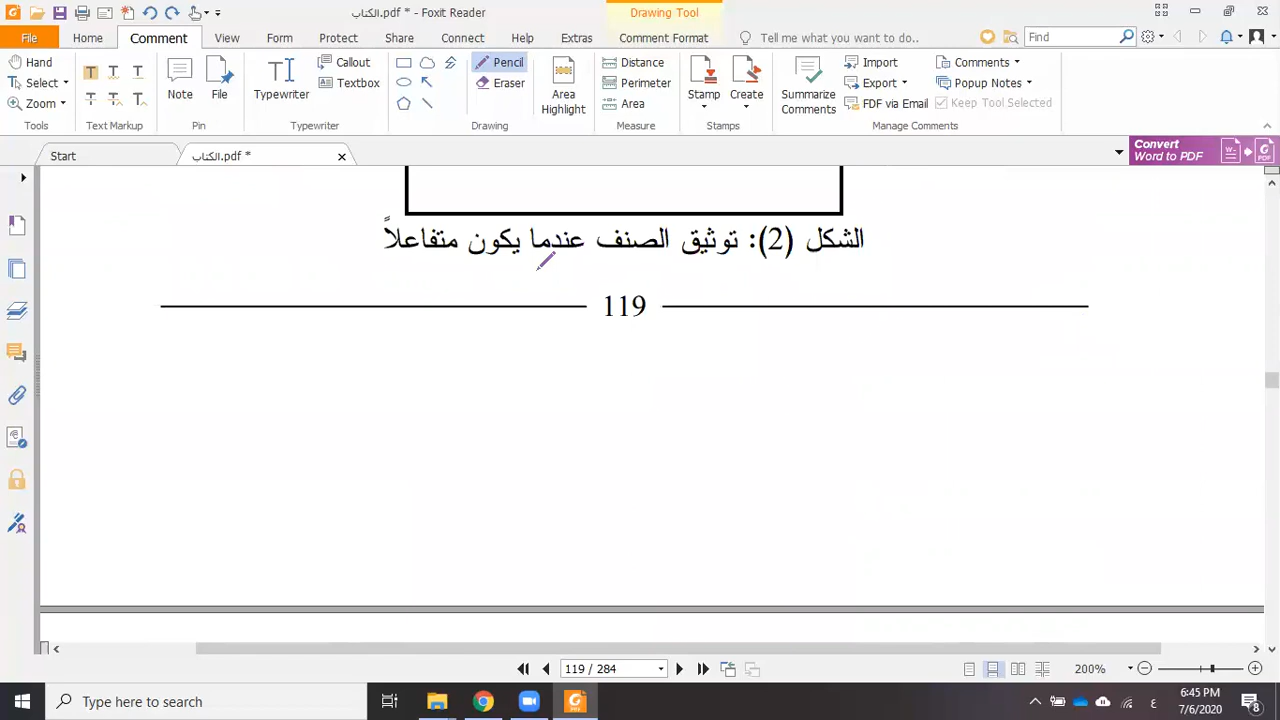 الكتاب.pdf * - Foxit Reader
Drawing Tool
File
Home
Comment
View
Form
Protect
Share
Connect
Help
Extras
Comment Format
Tell me what you want to do...
Find
Hand
Select
Zoom
Tools
Text Markup
Note
File
Pin
Typewriter
Callout
Textbox
Typewriter
Pencil
Eraser
Drawing
Area
Highlight
Distance
Perimeter
Area
Measure
Stamp
Create
Stamps
Summarize
Comments
Import
Export
FDF via Email
Comments
Popup Notes
Keep Tool Selected
Manage Comments
Start
الكتاب.pdf *
Convert
Word to PDF
الشكل (2): توثيق الصنف عندما يكون متفاعلاً
119
119 / 284
200%
Type here to search
ع
6:45 PM
7/6/2020
8